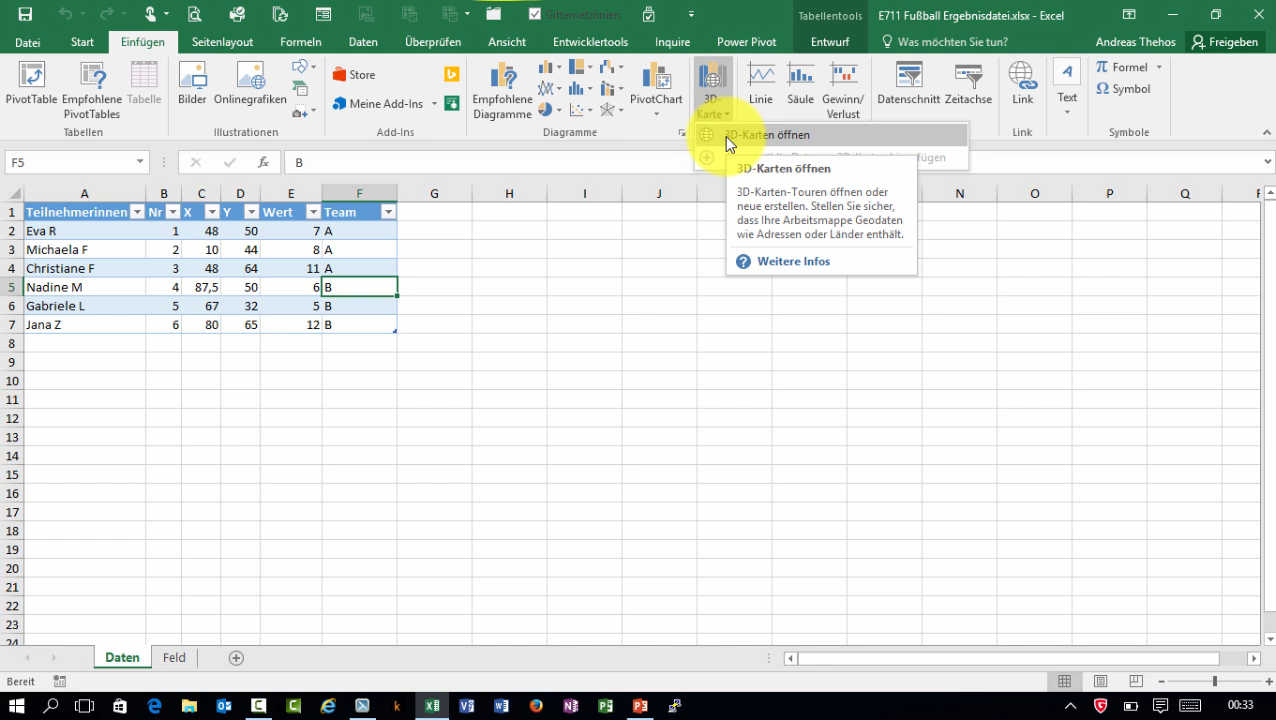 Gitternetzlinien
Tabellentools
E711 Fußball Ergebnisdatei.xlsx - Excel
Datei Start Einfügen Seitenlayout Formeln Daten Überprüfen Ansicht Entwicklertools Inquire Power Pivot Entwurf Was möchten Sie tun? Andreas Thehos Freigeben
PivotTable
Empfohlene PivotTables
Tabelle
Bilder
Onlinegrafiken
Store
Meine Add-Ins
Empfohlene Diagramme
PivotChart
3D-Karte
Linie
Säule
Gewinn/Verlust
Datenschnitt
Zeitachse
Link
Text
Formel
Symbol
Tabellen Illustrationen Add-Ins Diagramme Link Symbole
3D-Karten öffnen
3D-Karten öffnen
3D-Karten-Touren öffnen oder
neue erstellen. Stellen Sie sicher,
dass Ihre Arbeitsmappe Geodaten
wie Adressen oder Länder enthält.
Weitere Infos
F5 fx B
A B C D E F G H I J K L M N O P Q
1 Teilnehmerinnen Nr X Y Wert Team
2 Eva R 1 48 50 7 A
3 Michaela F 2 10 44 8 A
4 Christiane F 3 48 64 11 A
5 Nadine M 4 87,5 50 6 B
6 Gabriele L 5 67 32 5 B
7 Jana Z 6 80 65 12 B
8
9
10
11
12
13
14
15
16
17
18
19
20
21
22
23
24
Daten Feld
Bereit
00:33